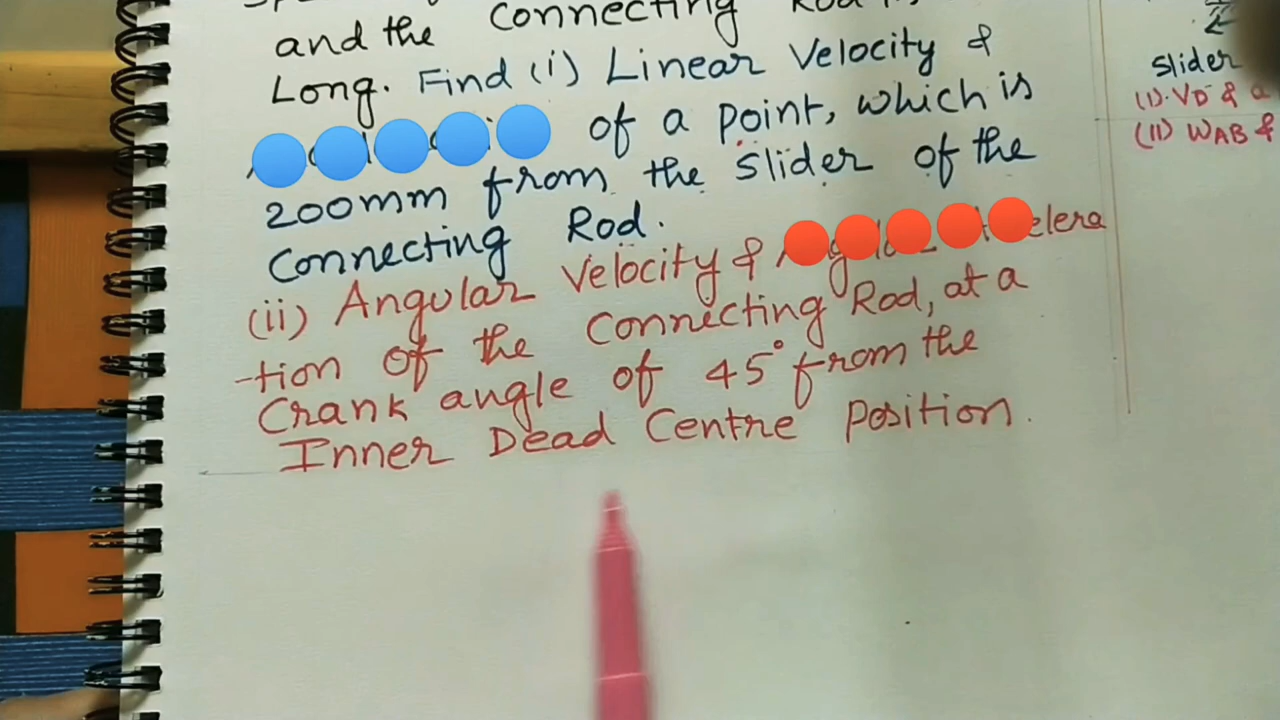 and the Connecting Rod
Long. Find (i) Linear Velocity &
of a point, which is
200mm from the slider of the
Connecting Rod.
(ii) Angular Velocity & elera
-tion of the Connecting Rod, at a
Crank angle of 45° from the
Inner Dead Centre Position.
slider
(i). VD & a
(ii) WAB &